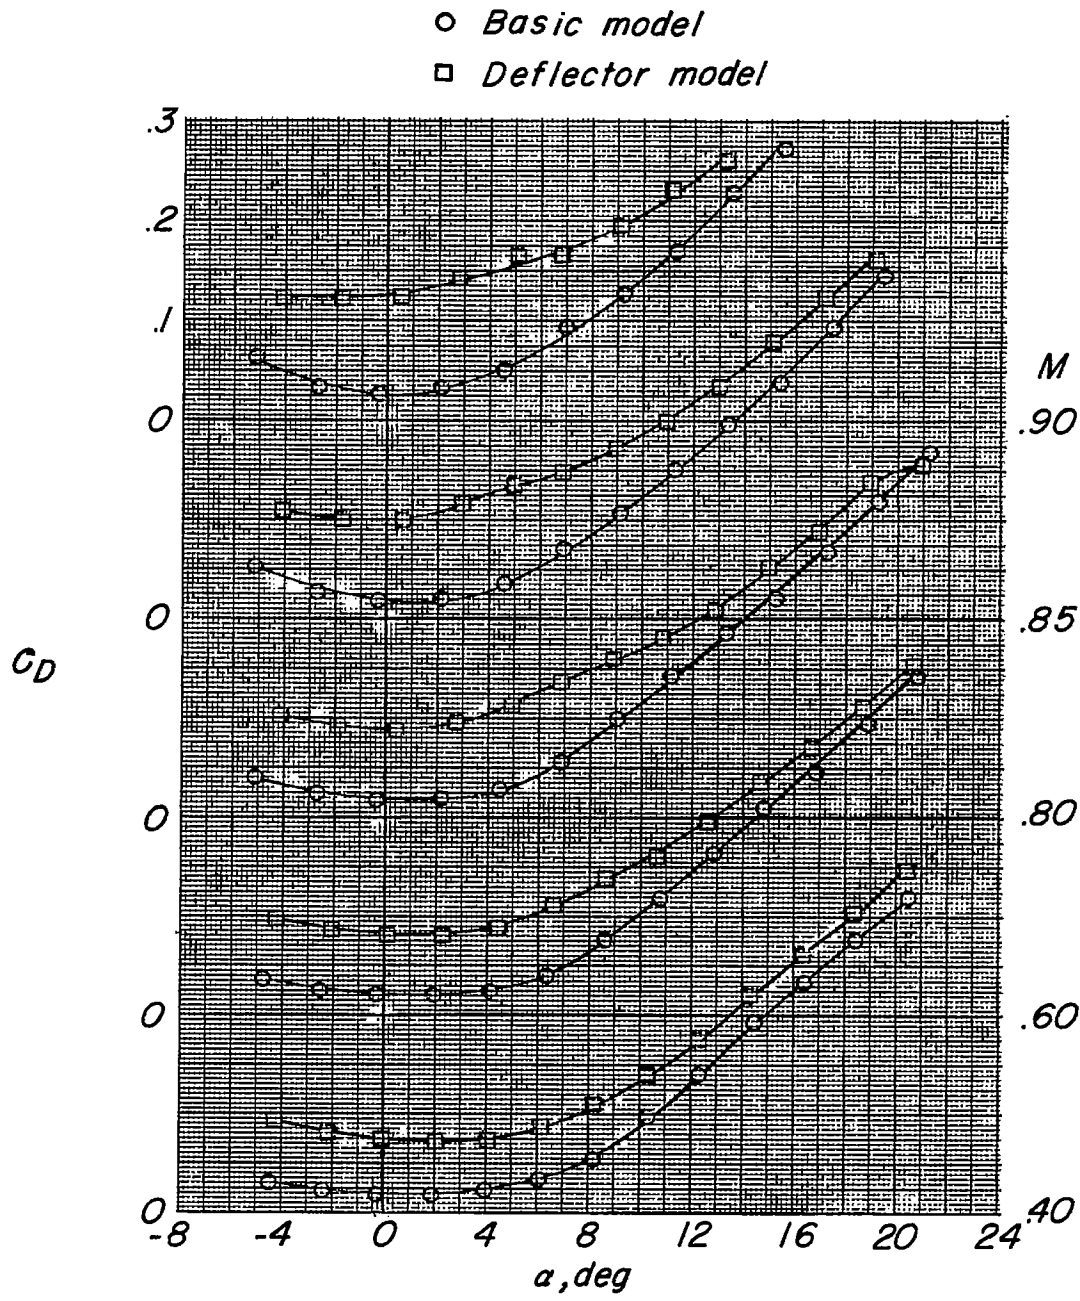 ○ Basic model
□ Deflector model
.3
.2
.1
M
0 .90
0 .85
C_D
0 .80
0 .60
0 .40
-8 -4 0 4 8 12 16 20 24
α, deg